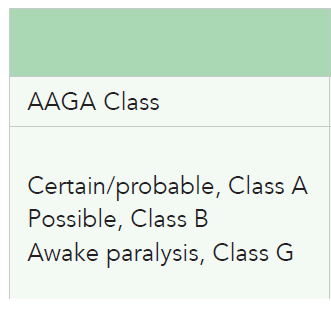 AAGA Class
Certain/probable, Class A
Possible, Class B
Awake paralysis, Class G